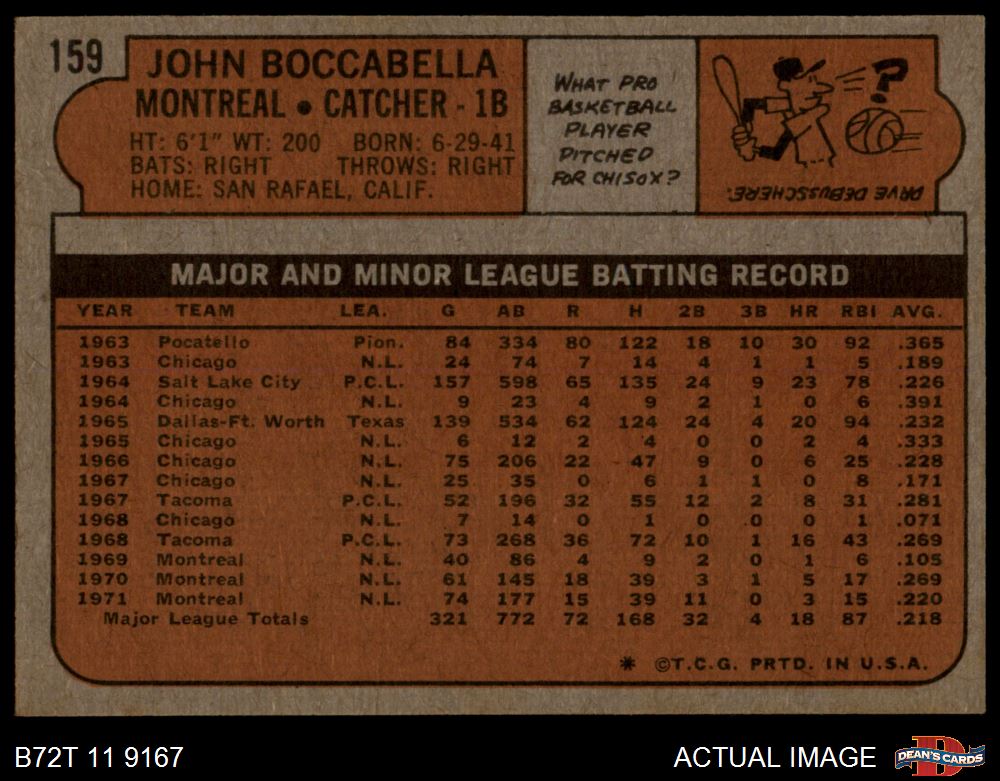 159
JOHN BOCCABELLA
MONTREAL • CATCHER - 1B
HT: 6'1" WT: 200 BORN: 6-29-41
BATS: RIGHT THROWS: RIGHT
HOME: SAN RAFAEL, CALIF.
WHAT PRO
BASKETBALL
PLAYER
PITCHED
FOR CHISOX?
?
DAVE DEBUSSCHERE.
MAJOR AND MINOR LEAGUE BATTING RECORD
YEAR TEAM LEA. G AB R H 2B 3B HR RBI AVG.
1963 Pocatello Pion. 84 334 80 122 18 10 30 92 .365
1963 Chicago N.L. 24 74 7 14 4 1 1 5 .189
1964 Salt Lake City P.C.L. 157 598 65 135 24 9 23 78 .226
1964 Chicago N.L. 9 23 4 9 2 1 0 6 .391
1965 Dallas-Ft. Worth Texas 139 534 62 124 24 4 20 94 .232
1965 Chicago N.L. 6 12 2 4 0 0 2 4 .333
1966 Chicago N.L. 75 206 22 47 9 0 6 25 .228
1967 Chicago N.L. 25 35 0 6 1 1 0 8 .171
1967 Tacoma P.C.L. 52 196 32 55 12 2 8 31 .281
1968 Chicago N.L. 7 14 0 1 0 0 0 1 .071
1968 Tacoma P.C.L. 73 268 36 72 10 1 16 43 .269
1969 Montreal N.L. 40 86 4 9 2 0 1 6 .105
1970 Montreal N.L. 61 145 18 39 3 1 5 17 .269
1971 Montreal N.L. 74 177 15 39 11 0 3 15 .220
Major League Totals 321 772 72 168 32 4 18 87 .218
* ©T.C.G. PRTD. IN U.S.A.
B72T 11 9167
ACTUAL IMAGE
D
DEAN'S CARDS